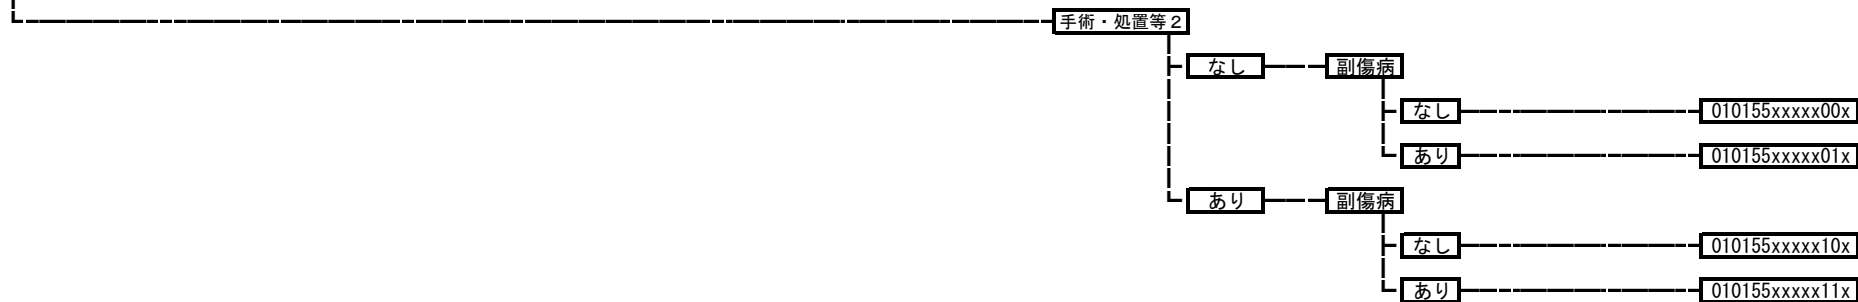 手術・処置等２
なし 副傷病
なし 010155xxxxx00x
あり 010155xxxxx01x
あり 副傷病
なし 010155xxxxx10x
あり 010155xxxxx11x